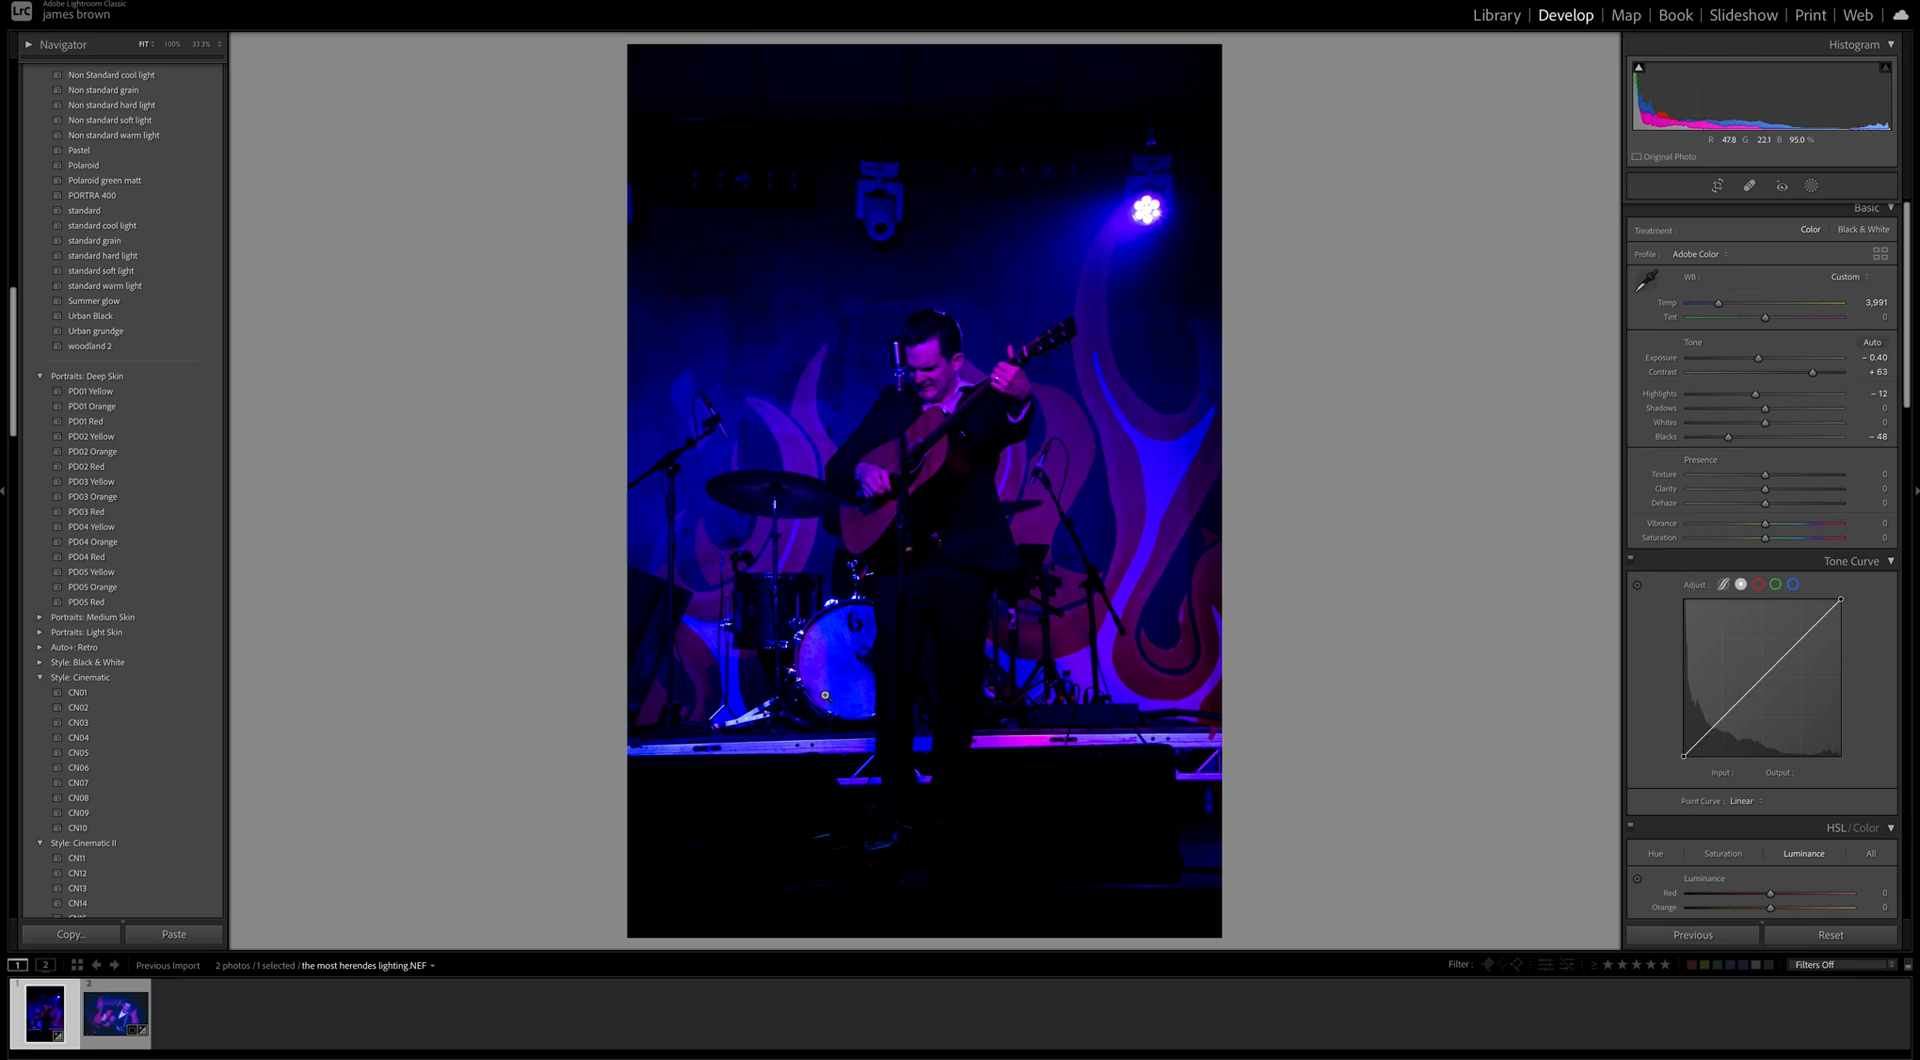 LrC
Adobe Lightroom Classic
james brown
Library | Develop | Map | Book | Slideshow | Print | Web
Navigator FIT 100% 33.3%
Non Standard cool light
Non standard grain
Non standard hard light
Non standard soft light
Non standard warm light
Pastel
Polaroid
Polaroid green matt
PORTRA 400
standard
standard cool light
standard grain
standard hard light
standard soft light
standard warm light
Summer glow
Urban Black
Urban grundge
woodland 2
Portraits: Deep Skin
PD01 Yellow
PD01 Orange
PD01 Red
PD02 Yellow
PD02 Orange
PD02 Red
PD03 Yellow
PD03 Orange
PD03 Red
PD04 Yellow
PD04 Orange
PD04 Red
PD05 Yellow
PD05 Orange
PD05 Red
Portraits: Medium Skin
Portraits: Light Skin
Auto+: Retro
Style: Black & White
Style: Cinematic
CN01
CN02
CN03
CN04
CN05
CN06
CN07
CN08
CN09
CN10
Style: Cinematic II
CN11
CN12
CN13
CN14
Copy... Paste
Histogram
R 47.8 G 22.1 B 95.0 %
Original Photo
Basic
Treatment : Color | Black & White
Profile : Adobe Color
WB : Custom
Temp 3,991
Tint 0
Tone Auto
Exposure – 0.40
Contrast + 63
Highlights – 12
Shadows 0
Whites 0
Blacks – 48
Presence
Texture 0
Clarity 0
Dehaze 0
Vibrance 0
Saturation 0
Tone Curve
Adjust :
Input : Output :
Point Curve : Linear
HSL / Color
Hue | Saturation | Luminance | All
Luminance
Red 0
Orange 0
Previous Reset
1 2 Previous Import 2 photos / 1 selected / the most herendes lighting.NEF
Filter : ≥ ★★★★★ Filters Off
1 2